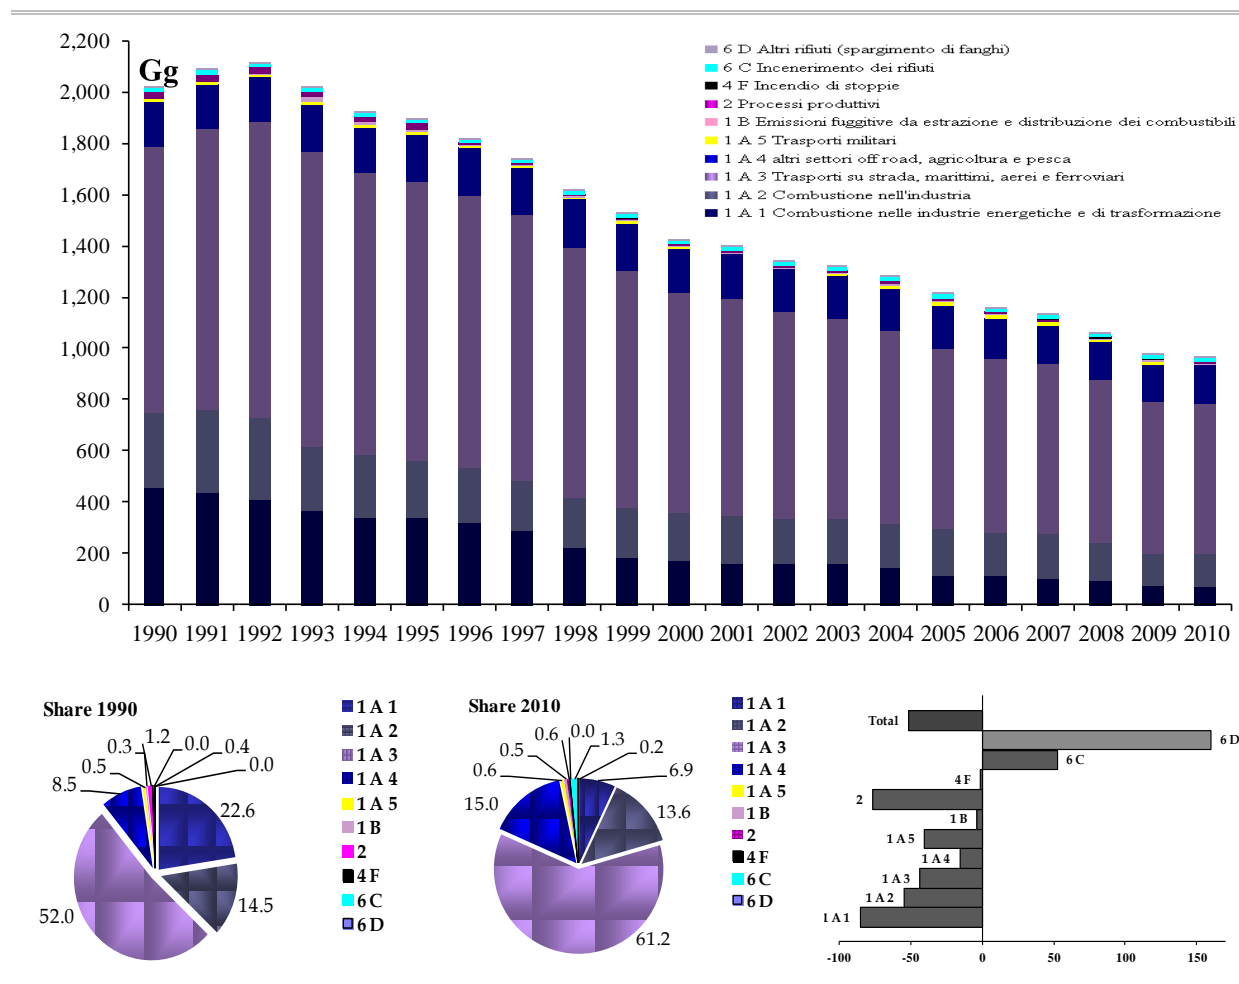 2,200
Gg
2,000
1,800
1,600
1,400
1,200
1,000
800
600
400
200
0
6 D Altri rifiuti (spargimento di fanghi)
6 C Incenerimento dei rifiuti
4 F Incendio di stoppie
2 Processi produttivi
1 B Emissioni fuggitive da estrazione e distribuzione dei combustibili
1 A 5 Trasporti militari
1 A 4 altri settori off road, agricoltura e pesca
1 A 3 Trasporti su strada, marittimi, aerei e ferroviari
1 A 2 Combustione nell'industria
1 A 1 Combustione nelle industrie energetiche e di trasformazione
1990 1991 1992 1993 1994 1995 1996 1997 1998 1999 2000 2001 2002 2003 2004 2005 2006 2007 2008 2009 2010
Share 1990
0.3 1.2 0.0 0.4
0.5 0.0
8.5
22.6
14.5
52.0
1 A 1
1 A 2
1 A 3
1 A 4
1 A 5
1 B
2
4 F
6 C
6 D
Share 2010
0.6 0.0 1.3 0.2
0.5
0.6 6.9
15.0 13.6
61.2
1 A 1
1 A 2
1 A 3
1 A 4
1 A 5
1 B
2
4 F
6 C
6 D
Total
6 D
6 C
4 F
2
1 B
1 A 5
1 A 4
1 A 3
1 A 2
1 A 1
-100 -50 0 50 100 150